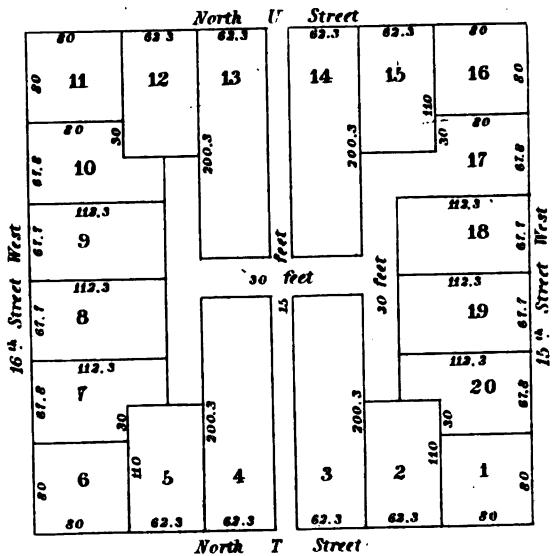 North U Street
80 62.3 62.3 62.3 62.3 80
80 11 12 13 14 15 16 80
30 110 30
80 80
67.8 10 200.3 200.3 17 67.8
112.3 112.3
67.7 9 18 67.7
16th Street West 30 feet 15 feet 30 feet 15th Street West
112.3 112.3
67.7 8 19 67.7
112.3 112.3
67.8 7 20 67.8
30 200.3 200.3 30
110 110
80 6 5 4 3 2 1 80
80 62.3 62.3 62.3 62.3 80
North T Street